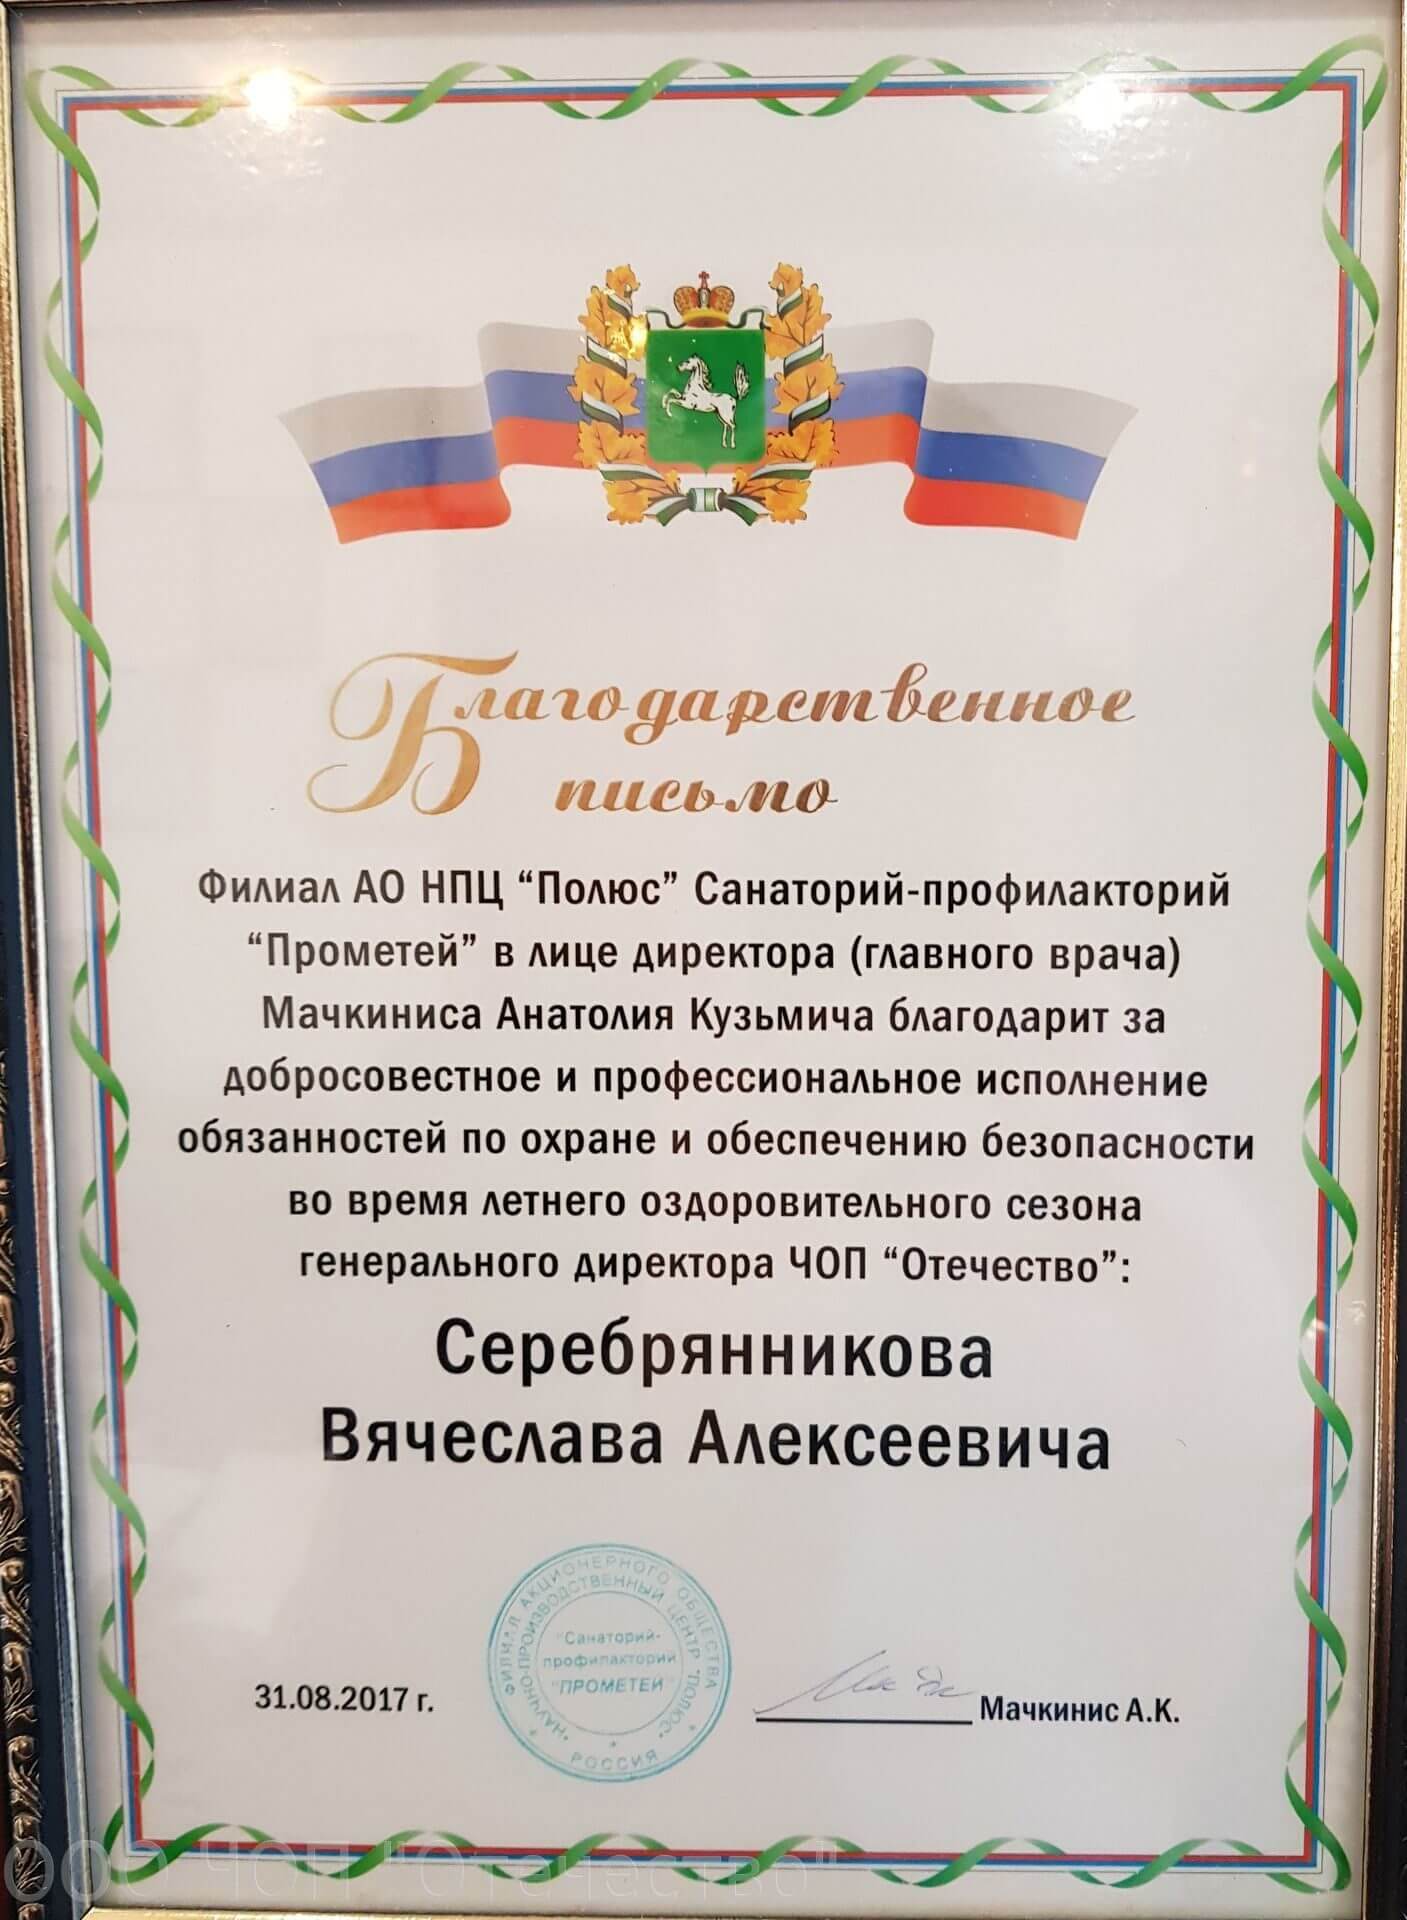 Благодарственное
письмо
Филиал АО НПЦ “Полюс” Санаторий-профилакторий
“Прометей” в лице директора (главного врача)
Мачкиниса Анатолия Кузьмича благодарит за
добросовестное и профессиональное исполнение
обязанностей по охране и обеспечению безопасности
во время летнего оздоровительного сезона
генерального директора ЧОП “Отечество”:
Серебрянникова
Вячеслава Алексеевича
ФИЛИАЛ АКЦИОНЕРНОГО ОБЩЕСТВА
НАУЧНО-ПРОИЗВОДСТВЕННЫЙ ЦЕНТР "ПОЛЮС"
"Санаторий-
профилакторий
"ПРОМЕТЕЙ"
РОССИЯ
31.08.2017 г.
Мачкинис А.К.
ООО ЧОП "Отечество"